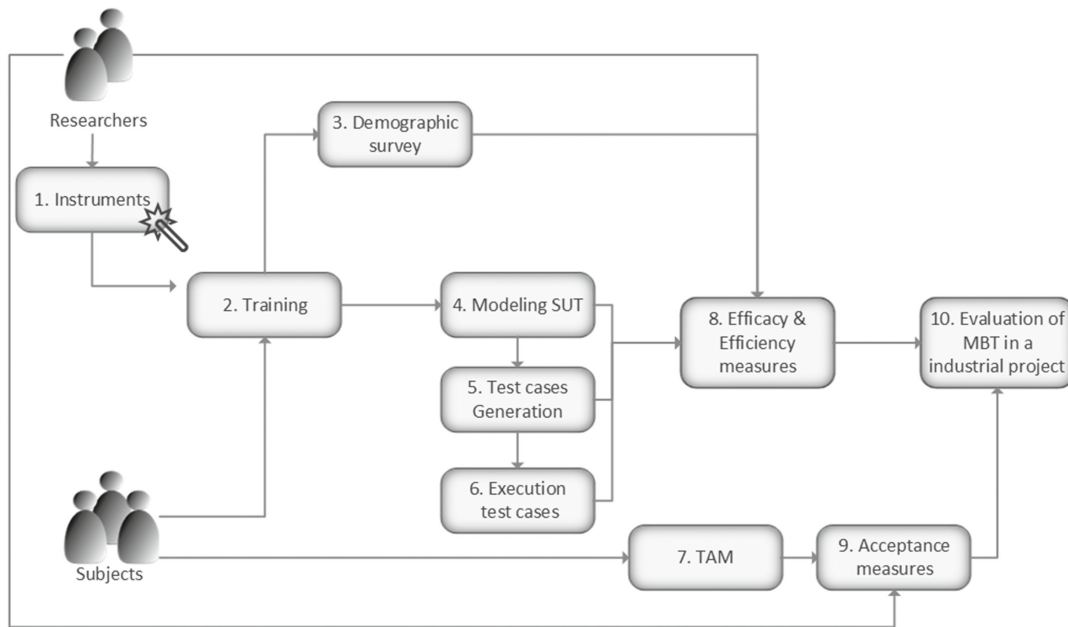 Researchers
1. Instruments
2. Training
3. Demographic
survey
4. Modeling SUT
5. Test cases
Generation
6. Execution
test cases
Subjects
7. TAM
8. Efficacy &
Efficiency
measures
9. Acceptance
measures
10. Evaluation of
MBT in a
industrial project